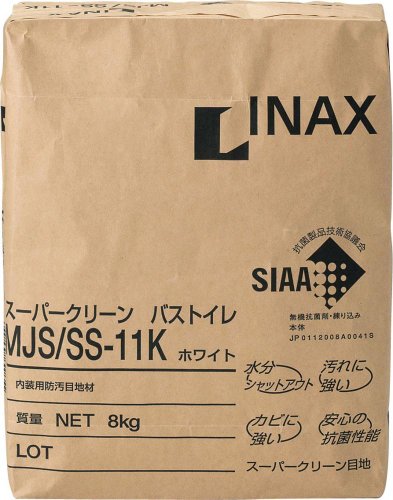 INAX
MJS/SS-11K
INAX
抗菌製品技術協議会
SIAA
無機抗菌剤・練り込み
本体
JP0112008A0041S
スーパークリーン バストイレ
MJS/SS-11K ホワイト
内装用防汚目地材
質量 NET 8kg
LOT
水分
シャットアウト
汚れに
強い
カビに
強い
安心の
抗菌性能
スーパークリーン目地